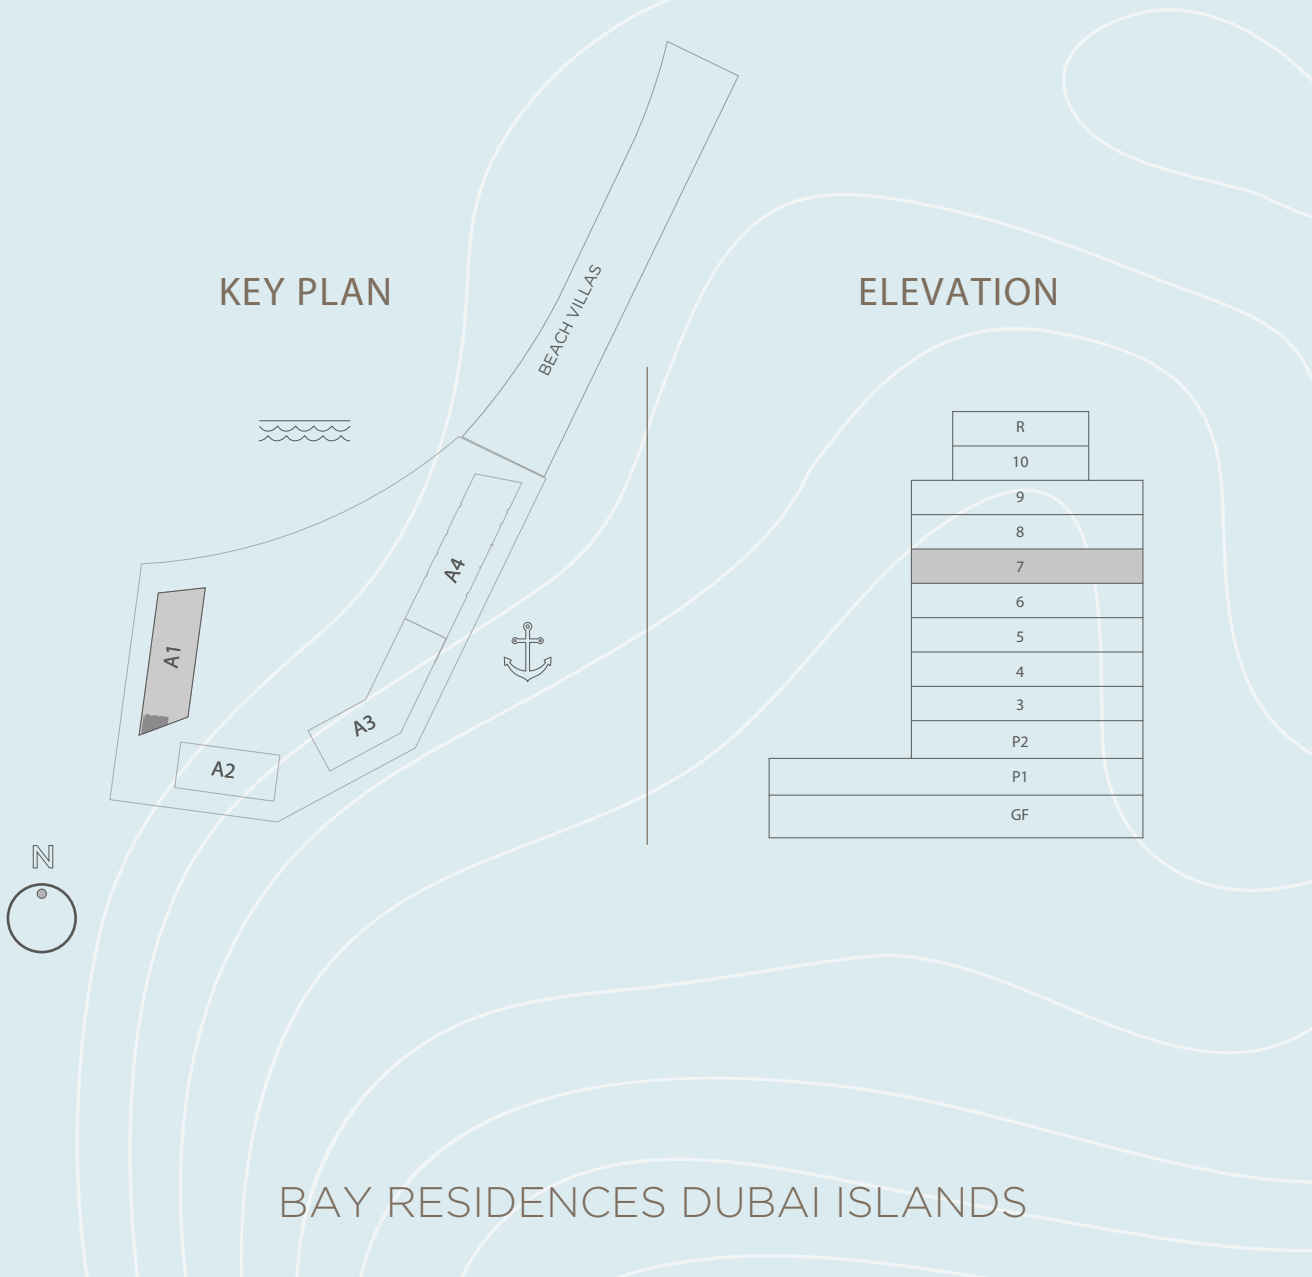 KEY PLAN
BEACH VILLAS
A4
A1
A3
A2
N
ELEVATION
R
10
9
8
7
6
5
4
3
P2
P1
GF
BAY RESIDENCES DUBAI ISLANDS